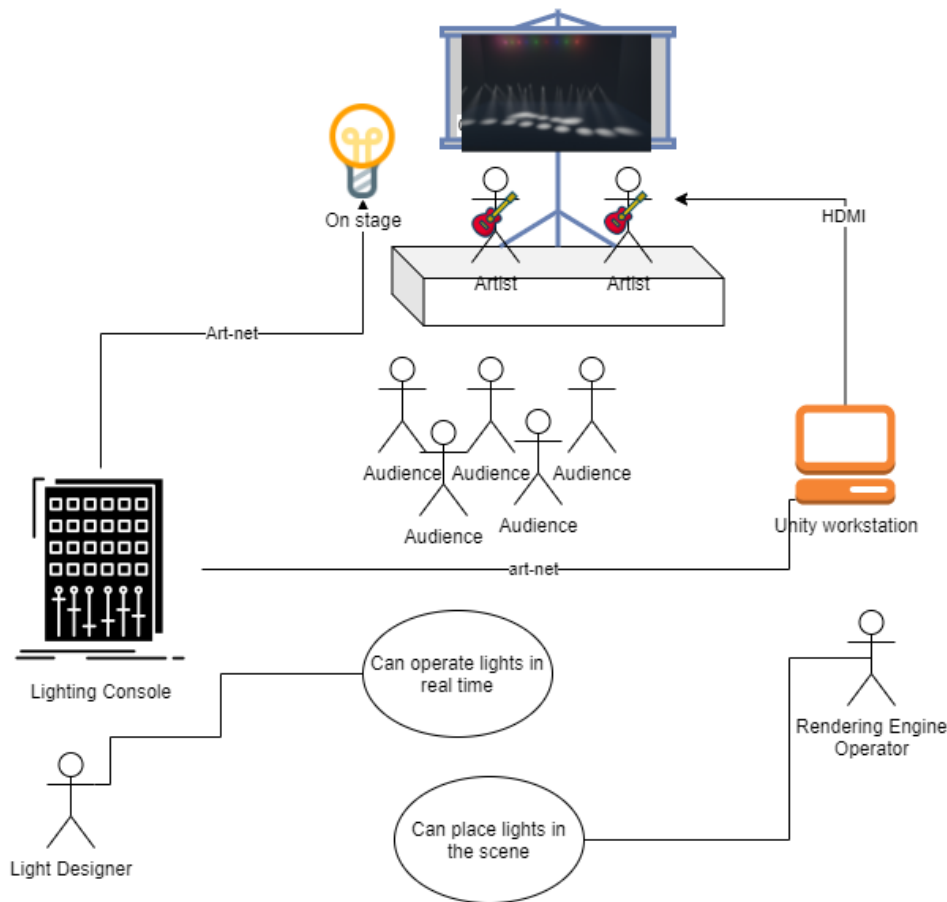 On stage
HDMI
Artist
Artist
Art-net
Audience
Audience
Audience
Audience
Audience
Unity workstation
art-net
Can operate lights in
real time
Lighting Console
Rendering Engine
Operator
Can place lights in
the scene
Light Designer